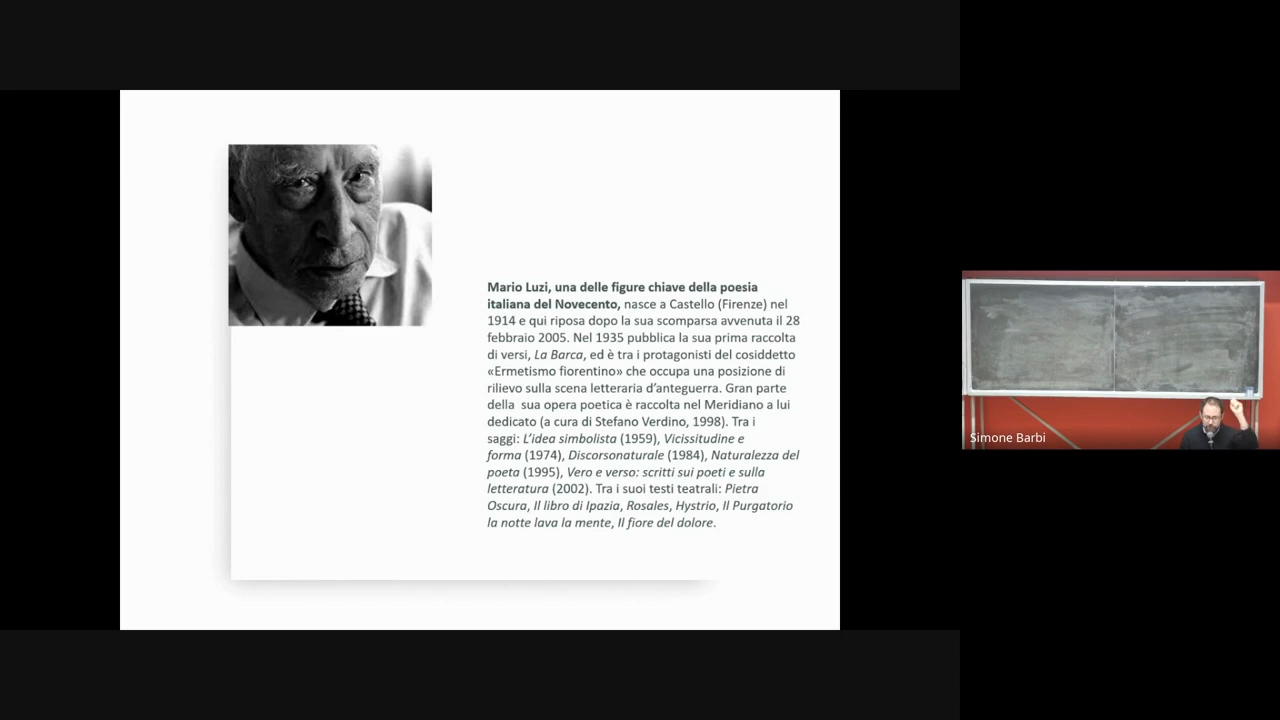 Mario Luzi, una delle figure chiave della poesia
italiana del Novecento, nasce a Castello (Firenze) nel
1914 e qui riposa dopo la sua scomparsa avvenuta il 28
febbraio 2005. Nel 1935 pubblica la sua prima raccolta
di versi, La Barca, ed è tra i protagonisti del cosiddetto
«Ermetismo fiorentino» che occupa una posizione di
rilievo sulla scena letteraria d’anteguerra. Gran parte
della sua opera poetica è raccolta nel Meridiano a lui
dedicato (a cura di Stefano Verdino, 1998). Tra i
saggi: L’idea simbolista (1959), Vicissitudine e
forma (1974), Discorsonaturale (1984), Naturalezza del
poeta (1995), Vero e verso: scritti sui poeti e sulla
letteratura (2002). Tra i suoi testi teatrali: Pietra
Oscura, Il libro di Ipazia, Rosales, Hystrio, Il Purgatorio
la notte lava la mente, Il fiore del dolore.
Simone Barbi